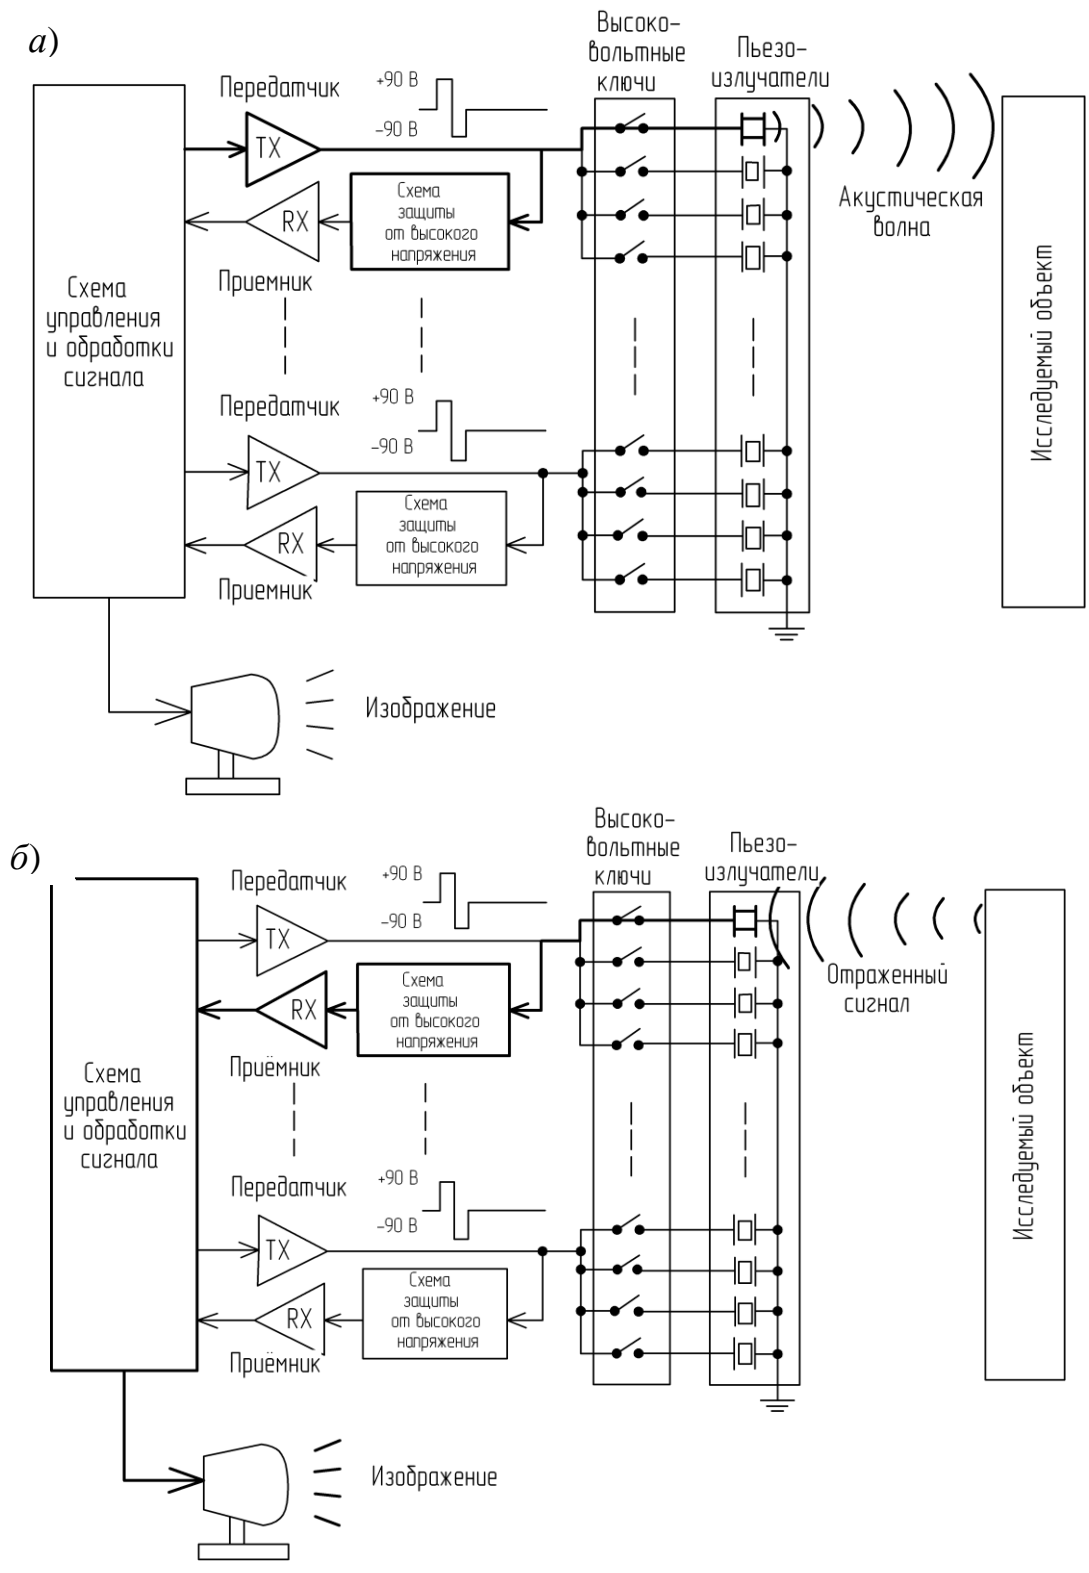 а)
Высоко-
вольтные
ключи
Пьезо-
излучатели
Передатчик
+90 В
–90 В
TX
Схема
защиты
от высокого
напряжения
RX
Приемник
Акустическая
волна
Схема
управления
и обработки
сигнала
Исследуемый объект
Передатчик
+90 В
–90 В
TX
Схема
защиты
от высокого
напряжения
RX
Приемник
Изображение
б)
Высоко-
вольтные
ключи
Пьезо-
излучатели
Передатчик
+90 В
–90 В
TX
Схема
защиты
от высокого
напряжения
RX
Приёмник
Отраженный
сигнал
Схема
управления
и обработки
сигнала
Исследуемый объект
Передатчик
+90 В
–90 В
TX
Схема
защиты
от высокого
напряжения
RX
Приёмник
Изображение